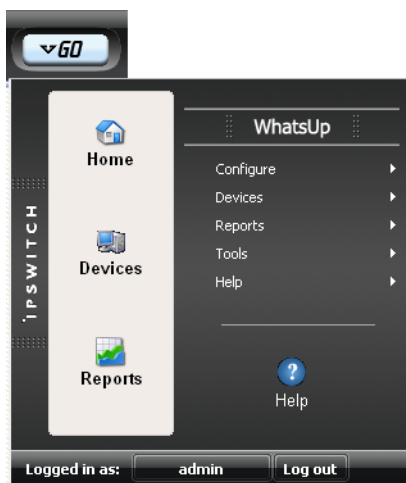 GO
WhatsUp
Home
Devices
Reports
Configure
Devices
Reports
Tools
Help
Help
IPSWITCH
Logged in as: admin Log out